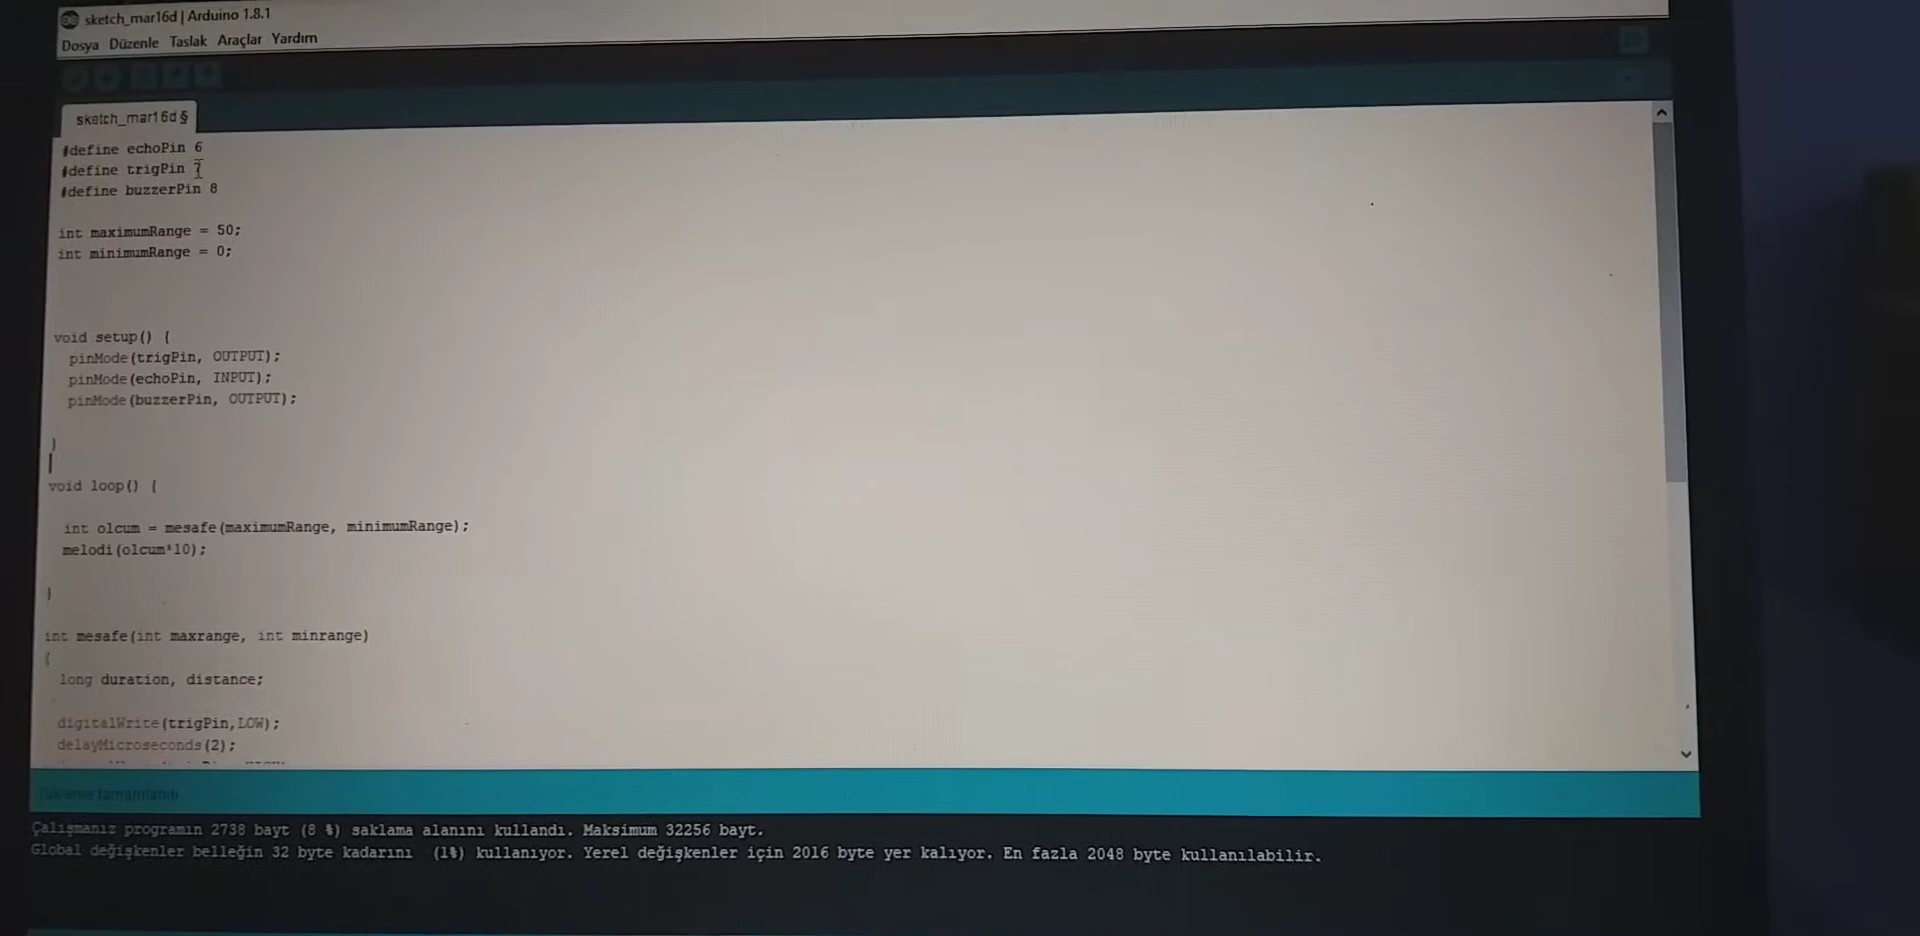 sketch_mar16d | Arduino 1.8.1
Dosya Düzenle Taslak Araçlar Yardım
sketch_mar16d §
#define echoPin 6
#define trigPin 7
#define buzzerPin 8
int maximumRange = 50;
int minimumRange = 0;
void setup() {
pinMode(trigPin, OUTPUT);
pinMode(echoPin, INPUT);
pinMode(buzzerPin, OUTPUT);
}
void loop() {
int olcum = mesafe(maximumRange, minimumRange);
melodi(olcum*10);
}
int mesafe(int maxrange, int minrange)
{
long duration, distance;
digitalWrite(trigPin,LOW);
delayMicroseconds(2);
Yükleme tamamlandı
Çalışmanız programın 2738 bayt (8 %) saklama alanını kullandı. Maksimum 32256 bayt.
Global değişkenler belleğin 32 byte kadarını (1%) kullanıyor. Yerel değişkenler için 2016 byte yer kalıyor. En fazla 2048 byte kullanılabilir.